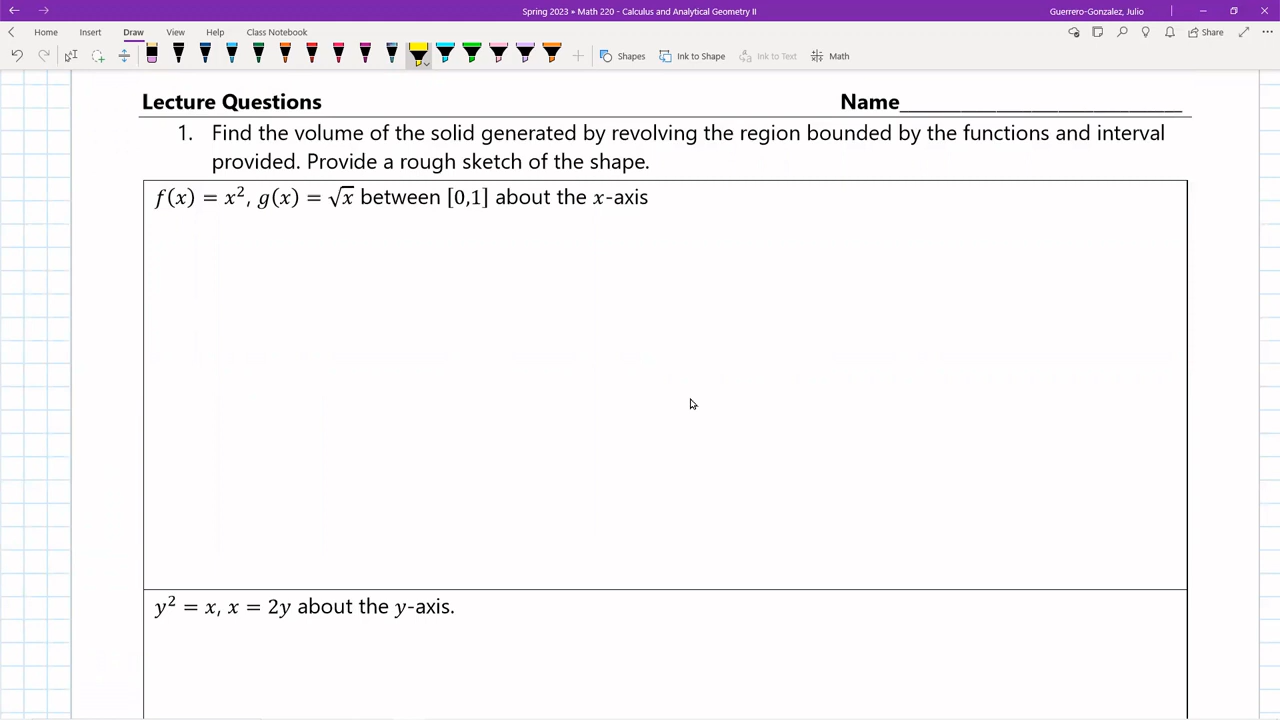 Spring 2023 » Math 220 - Calculus and Analytical Geometry II
Guerrero-Gonzalez, Julio
Home Insert Draw View Help Class Notebook
Share
Shapes Ink to Shape Ink to Text Math
Lecture Questions Name
1. Find the volume of the solid generated by revolving the region bounded by the functions and interval
provided. Provide a rough sketch of the shape.
f(x) = x², g(x) = √x between [0,1] about the x-axis
y² = x, x = 2y about the y-axis.